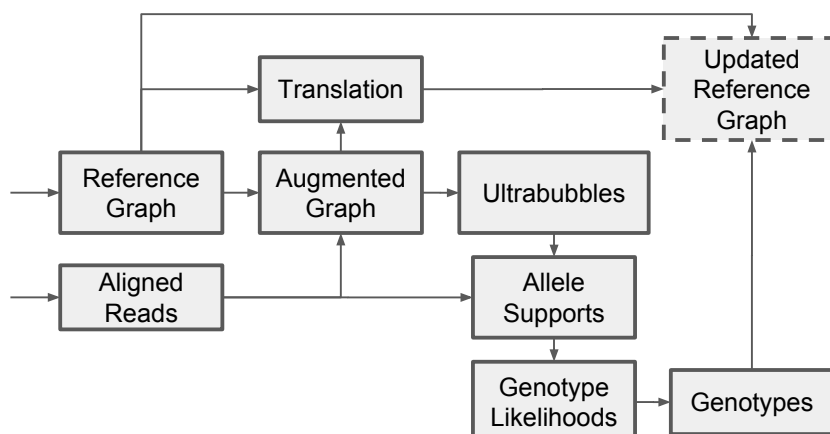 Updated
Reference
Graph
Translation
Reference
Graph
Augmented
Graph
Ultrabubbles
Aligned
Reads
Allele
Supports
Genotype
Likelihoods
Genotypes